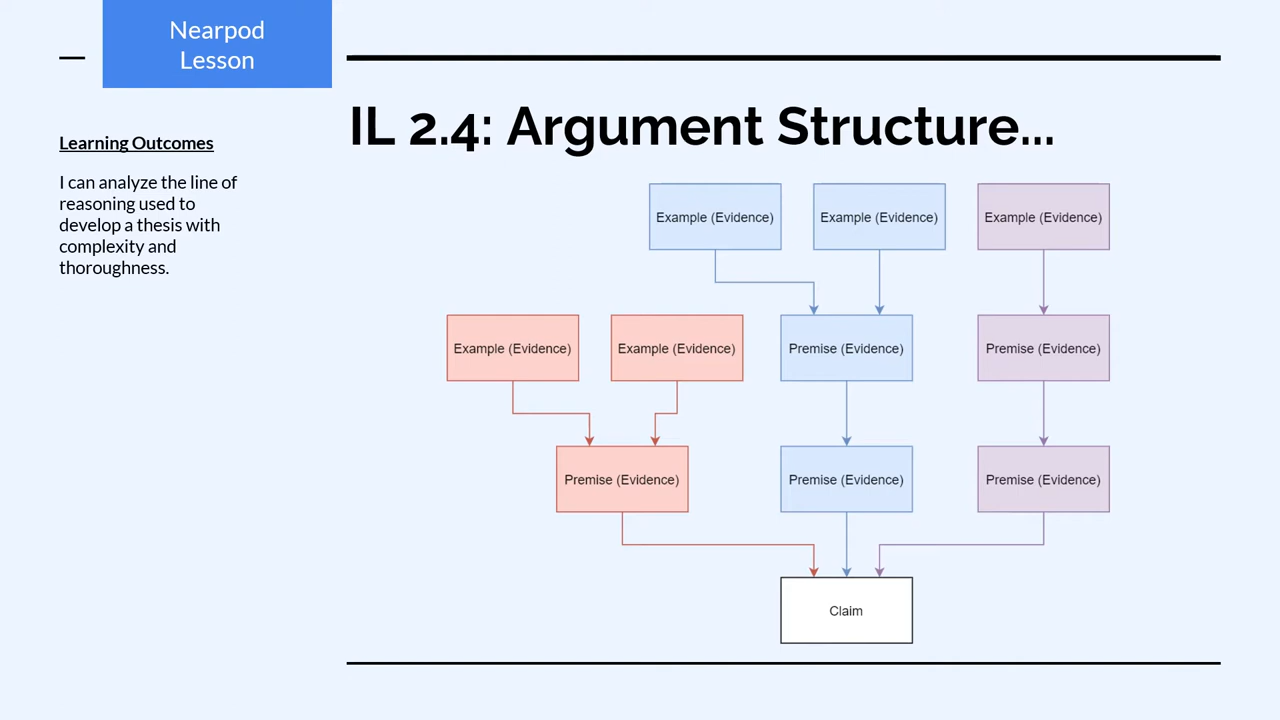 Nearpod
Lesson
Learning Outcomes
I can analyze the line of
reasoning used to
develop a thesis with
complexity and
thoroughness.
IL 2.4: Argument Structure...
Example (Evidence)
Example (Evidence)
Example (Evidence)
Example (Evidence)
Example (Evidence)
Premise (Evidence)
Premise (Evidence)
Premise (Evidence)
Premise (Evidence)
Premise (Evidence)
Claim